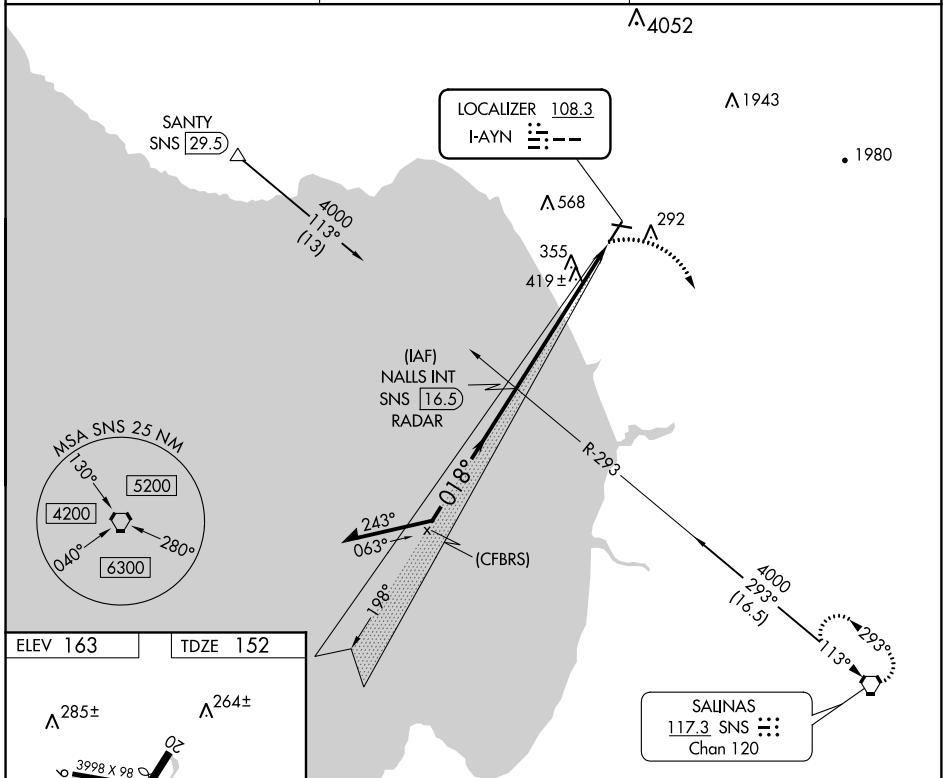 4052
1943
LOCALIZER 108.3
I-AYN
SANTY
SNS 29.5
1980
568
292
4000
113°
(13)
355
419±
(IAF)
NALLS INT
SNS 16.5
RADAR
R-293
MSA SNS 25 NM
130°
5200
4200
040°
280°
6300
018°
243°
063°
(CFBRS)
198°
4000
293°
(16.5)
293°
113°
SALINAS
117.3 SNS
Chan 120
ELEV 163
TDZE 152
285±
264±
20
3998 X 98
9